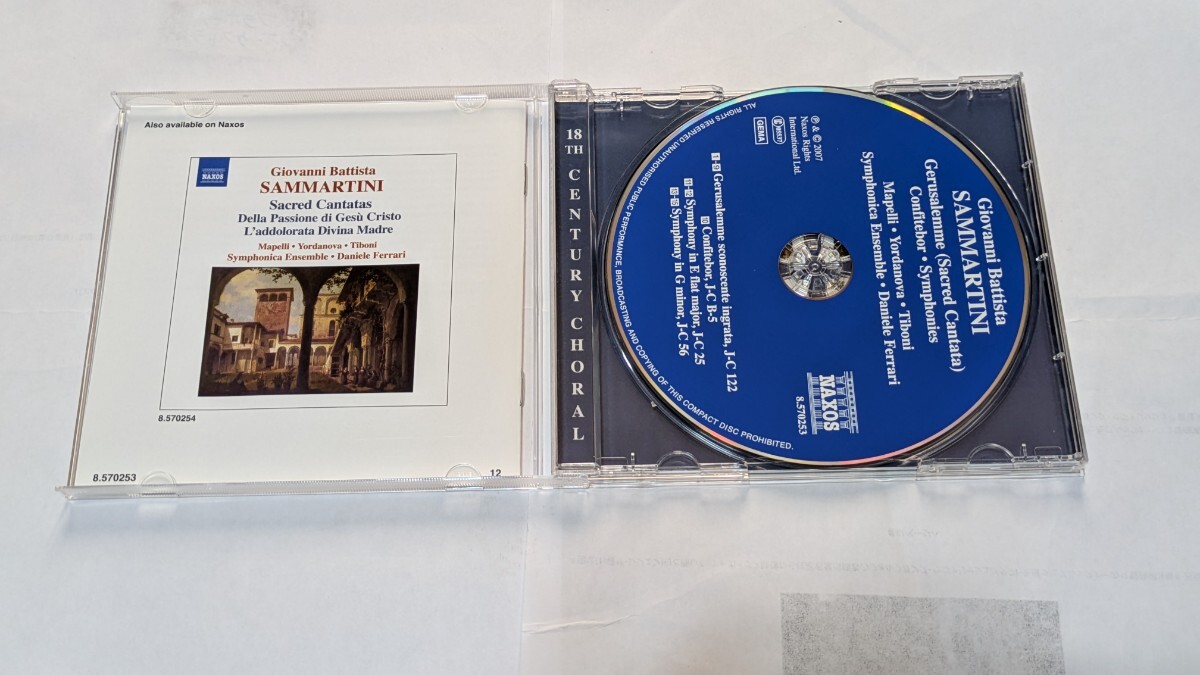 Also available on Naxos
NAXOS
Giovanni Battista
SAMMARTINI
Sacred Cantatas
Della Passione di Gesù Cristo
L'addolorata Divina Madre
Mapelli • Yordanova • Tiboni
Symphonica Ensemble • Daniele Ferrari
8.570254
8.570253
12
18TH CENTURY CHORAL
Giovanni Battista
SAMMARTINI
Gerusalemme (Sacred Cantata)
Confitebor • Symphonies
Mapelli • Yordanova • Tiboni
Symphonica Ensemble • Daniele Ferrari
NAXOS
8.570253
℗ & © 2007
Naxos Rights
International Ltd.
GEMA
Gerusalemme sconoscente ingrata, J-C 122
Confitebor, J-C B-5
Symphony in E flat major, J-C 25
Symphony in G minor, J-C 56
ALL RIGHTS RESERVED UNAUTHORISED PUBLIC PERFORMANCE, BROADCASTING AND COPYING OF THIS COMPACT DISC PROHIBITED.